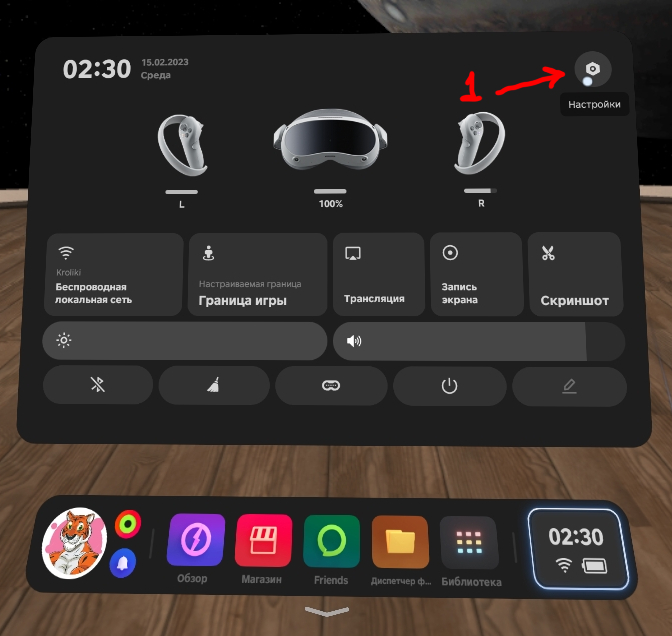 02:30
15.02.2023
Среда
1
Настройки
L
100%
R
Kroliki
Беспроводная
локальная сеть
Настраиваемая граница
Граница игры
Трансляция
Запись
экрана
Скриншот
Обзор
Магазин
Friends
Диспетчер ф...
Библиотека
02:30